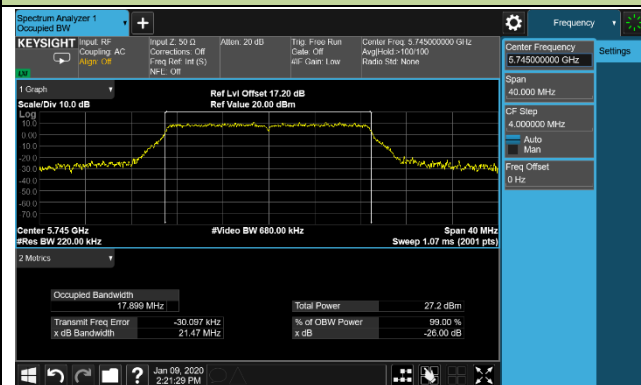 Spectrum Analyzer 1
Occupied BW
Frequency
KEYSIGHT
Input: RF
Coupling: AC
Align: Off
Input Z: 50 Ω
Corrections: Off
Freq Ref: Int (S)
NFE: Off
Atten: 20 dB
Trig: Free Run
Gate: Off
#IF Gain: Low
Center Freq: 5.745000000 GHz
Avg|Hold:>100/100
Radio Std: None
LXI
Center Frequency
5.745000000 GHz
Settings
Span
40.000 MHz
CF Step
4.000000 MHz
Auto
Man
Freq Offset
0 Hz
1 Graph
Scale/Div 10.0 dB
Ref Lvl Offset 17.20 dB
Ref Value 20.00 dBm
Log
10.0
0.00
-10.0
-20.0
-30.0
-40.0
-50.0
-60.0
-70.0
Center 5.745 GHz
#Res BW 220.00 kHz
#Video BW 680.00 kHz
Span 40 MHz
Sweep 1.07 ms (2001 pts)
2 Metrics
Occupied Bandwidth
17.899 MHz
Total Power 27.2 dBm
Transmit Freq Error -30.097 kHz
% of OBW Power 99.00 %
x dB Bandwidth 21.47 MHz
x dB -26.00 dB
?
Jan 09, 2020
2:21:29 PM